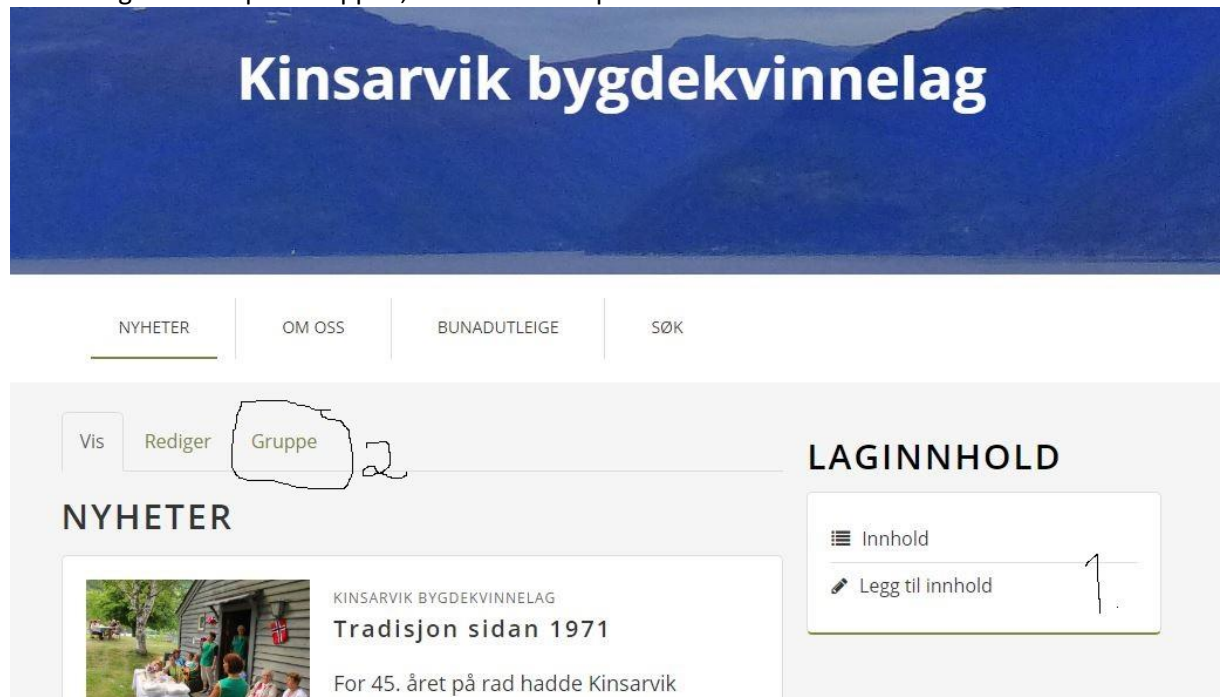 Kinsarvik bygdekvinnelag
NYHETER OM OSS BUNADUTLEIGE SØK
Vis Rediger Gruppe 2
LAGINNHOLD
NYHETER
Innhold
1.
Legg til innhold
KINSARVIK BYGDEKVINNELAG
Tradisjon sidan 1971
For 45. året på rad hadde Kinsarvik